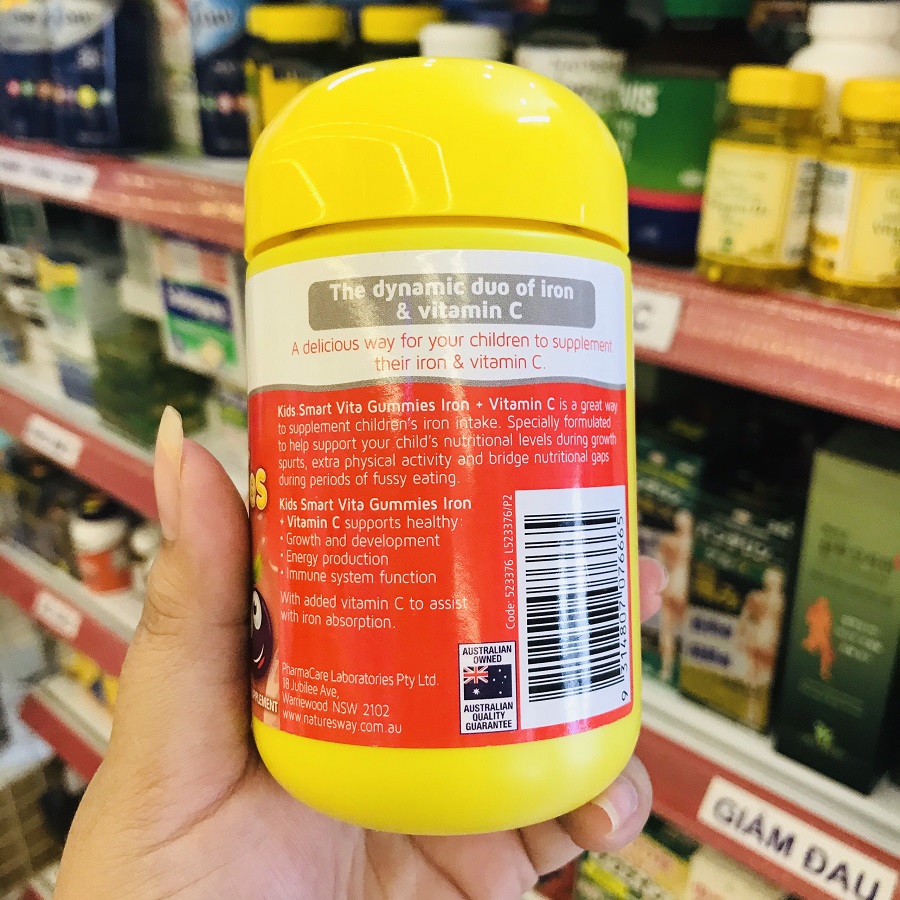 The dynamic duo of iron
& vitamin C
A delicious way for your children to supplement
their iron & vitamin C.
Kids Smart Vita Gummies Iron + Vitamin C is a great way
to supplement children's iron intake. Specially formulated
to help support your child's nutritional levels during growth
spurts, extra physical activity and bridge nutritional gaps
during periods of fussy eating.
Kids Smart Vita Gummies Iron
+ Vitamin C supports healthy:
• Growth and development
• Energy production
• Immune system function
With added vitamin C to assist
with iron absorption.
PharmaCare Laboratories Pty Ltd.
18 Jubilee Ave,
Warriewood NSW 2102
www.naturesway.com.au
Code: 523376 L523376/P2
AUSTRALIAN
OWNED
AUSTRALIAN
QUALITY
GUARANTEE
9 314807 076665
GIẢM ĐAU